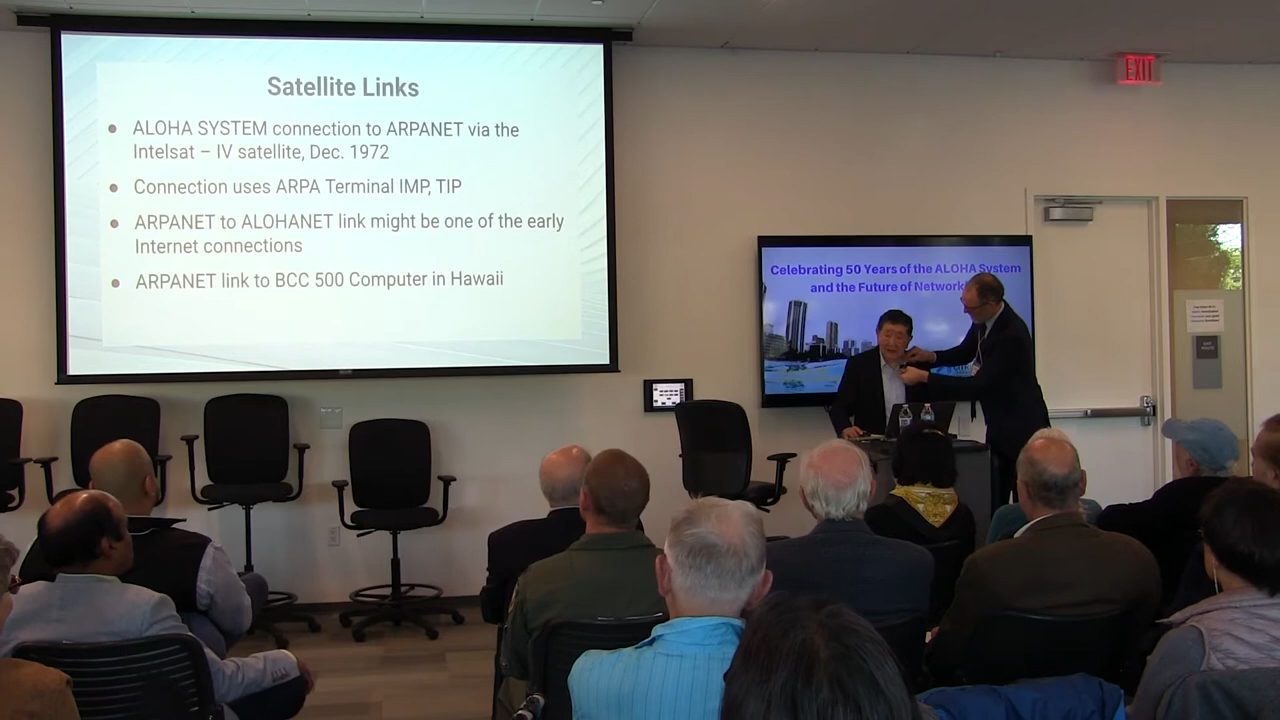 Satellite Links
● ALOHA SYSTEM connection to ARPANET via the
Intelsat – IV satellite, Dec. 1972
● Connection uses ARPA Terminal IMP, TIP
● ARPANET to ALOHANET link might be one of the early
Internet connections
● ARPANET link to BCC 500 Computer in Hawaii
EXIT
Celebrating 50 Years of the ALOHA System
and the Future of